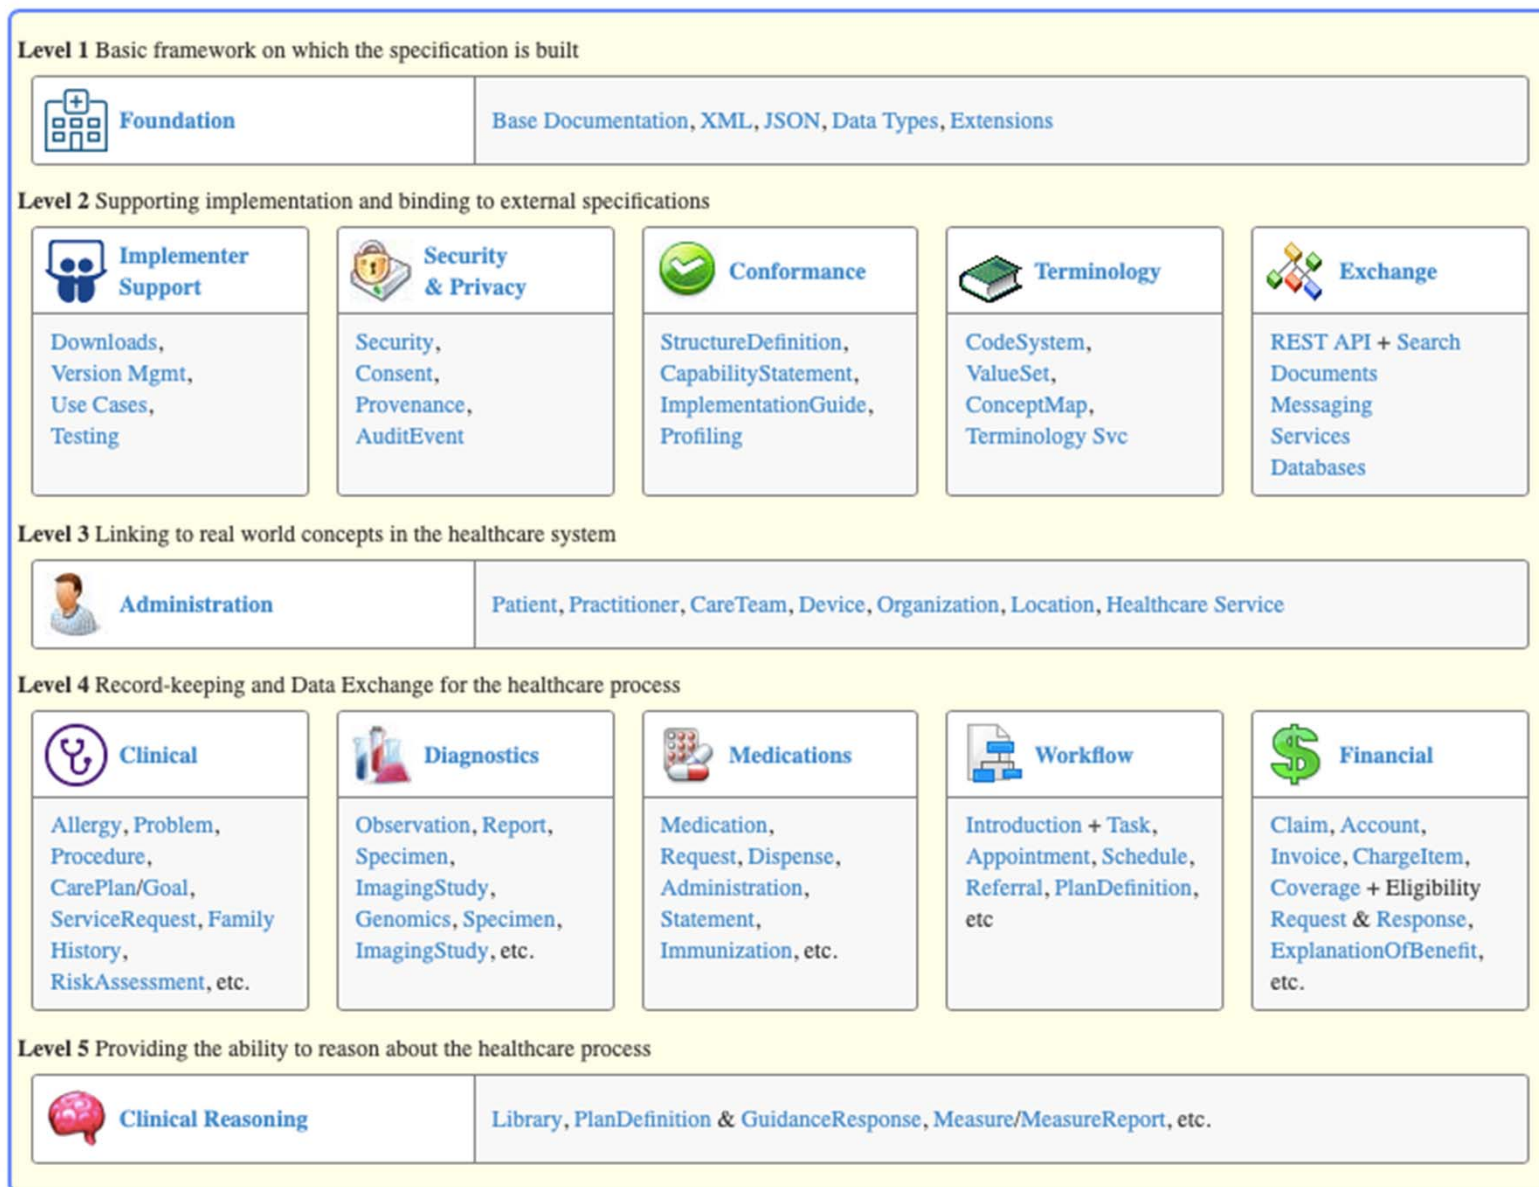 Level 1 Basic framework on which the specification is built
Foundation
Base Documentation, XML, JSON, Data Types, Extensions
Level 2 Supporting implementation and binding to external specifications
Implementer
Support
Downloads,
Version Mgmt,
Use Cases,
Testing
Security
& Privacy
Security,
Consent,
Provenance,
AuditEvent
Conformance
StructureDefinition,
CapabilityStatement,
ImplementationGuide,
Profiling
Terminology
CodeSystem,
ValueSet,
ConceptMap,
Terminology Svc
Exchange
REST API + Search
Documents
Messaging
Services
Databases
Level 3 Linking to real world concepts in the healthcare system
Administration
Patient, Practitioner, CareTeam, Device, Organization, Location, Healthcare Service
Level 4 Record-keeping and Data Exchange for the healthcare process
Clinical
Allergy, Problem,
Procedure,
CarePlan/Goal,
ServiceRequest, Family
History,
RiskAssessment, etc.
Diagnostics
Observation, Report,
Specimen,
ImagingStudy,
Genomics, Specimen,
ImagingStudy, etc.
Medications
Medication,
Request, Dispense,
Administration,
Statement,
Immunization, etc.
Workflow
Introduction + Task,
Appointment, Schedule,
Referral, PlanDefinition,
etc
Financial
Claim, Account,
Invoice, ChargeItem,
Coverage + Eligibility
Request & Response,
ExplanationOfBenefit,
etc.
Level 5 Providing the ability to reason about the healthcare process
Clinical Reasoning
Library, PlanDefinition & GuidanceResponse, Measure/MeasureReport, etc.